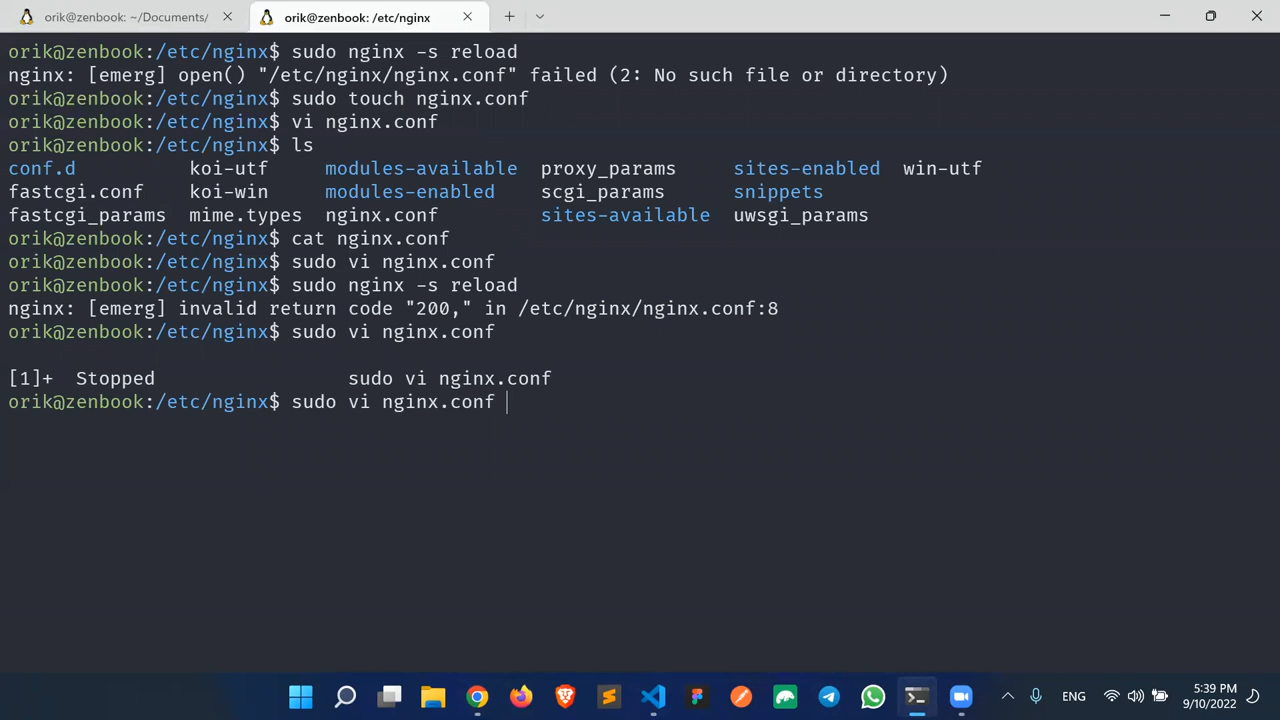 orik@zenbook: ~/Documents/
orik@zenbook: /etc/nginx
orik@zenbook:/etc/nginx$ sudo nginx -s reload
nginx: [emerg] open() "/etc/nginx/nginx.conf" failed (2: No such file or directory)
orik@zenbook:/etc/nginx$ sudo touch nginx.conf
orik@zenbook:/etc/nginx$ vi nginx.conf
orik@zenbook:/etc/nginx$ ls
conf.d koi-utf modules-available proxy_params sites-enabled win-utf
fastcgi.conf koi-win modules-enabled scgi_params snippets
fastcgi_params mime.types nginx.conf sites-available uwsgi_params
orik@zenbook:/etc/nginx$ cat nginx.conf
orik@zenbook:/etc/nginx$ sudo vi nginx.conf
orik@zenbook:/etc/nginx$ sudo nginx -s reload
nginx: [emerg] invalid return code "200," in /etc/nginx/nginx.conf:8
orik@zenbook:/etc/nginx$ sudo vi nginx.conf
[1]+ Stopped sudo vi nginx.conf
orik@zenbook:/etc/nginx$ sudo vi nginx.conf
ENG
5:39 PM
9/10/2022